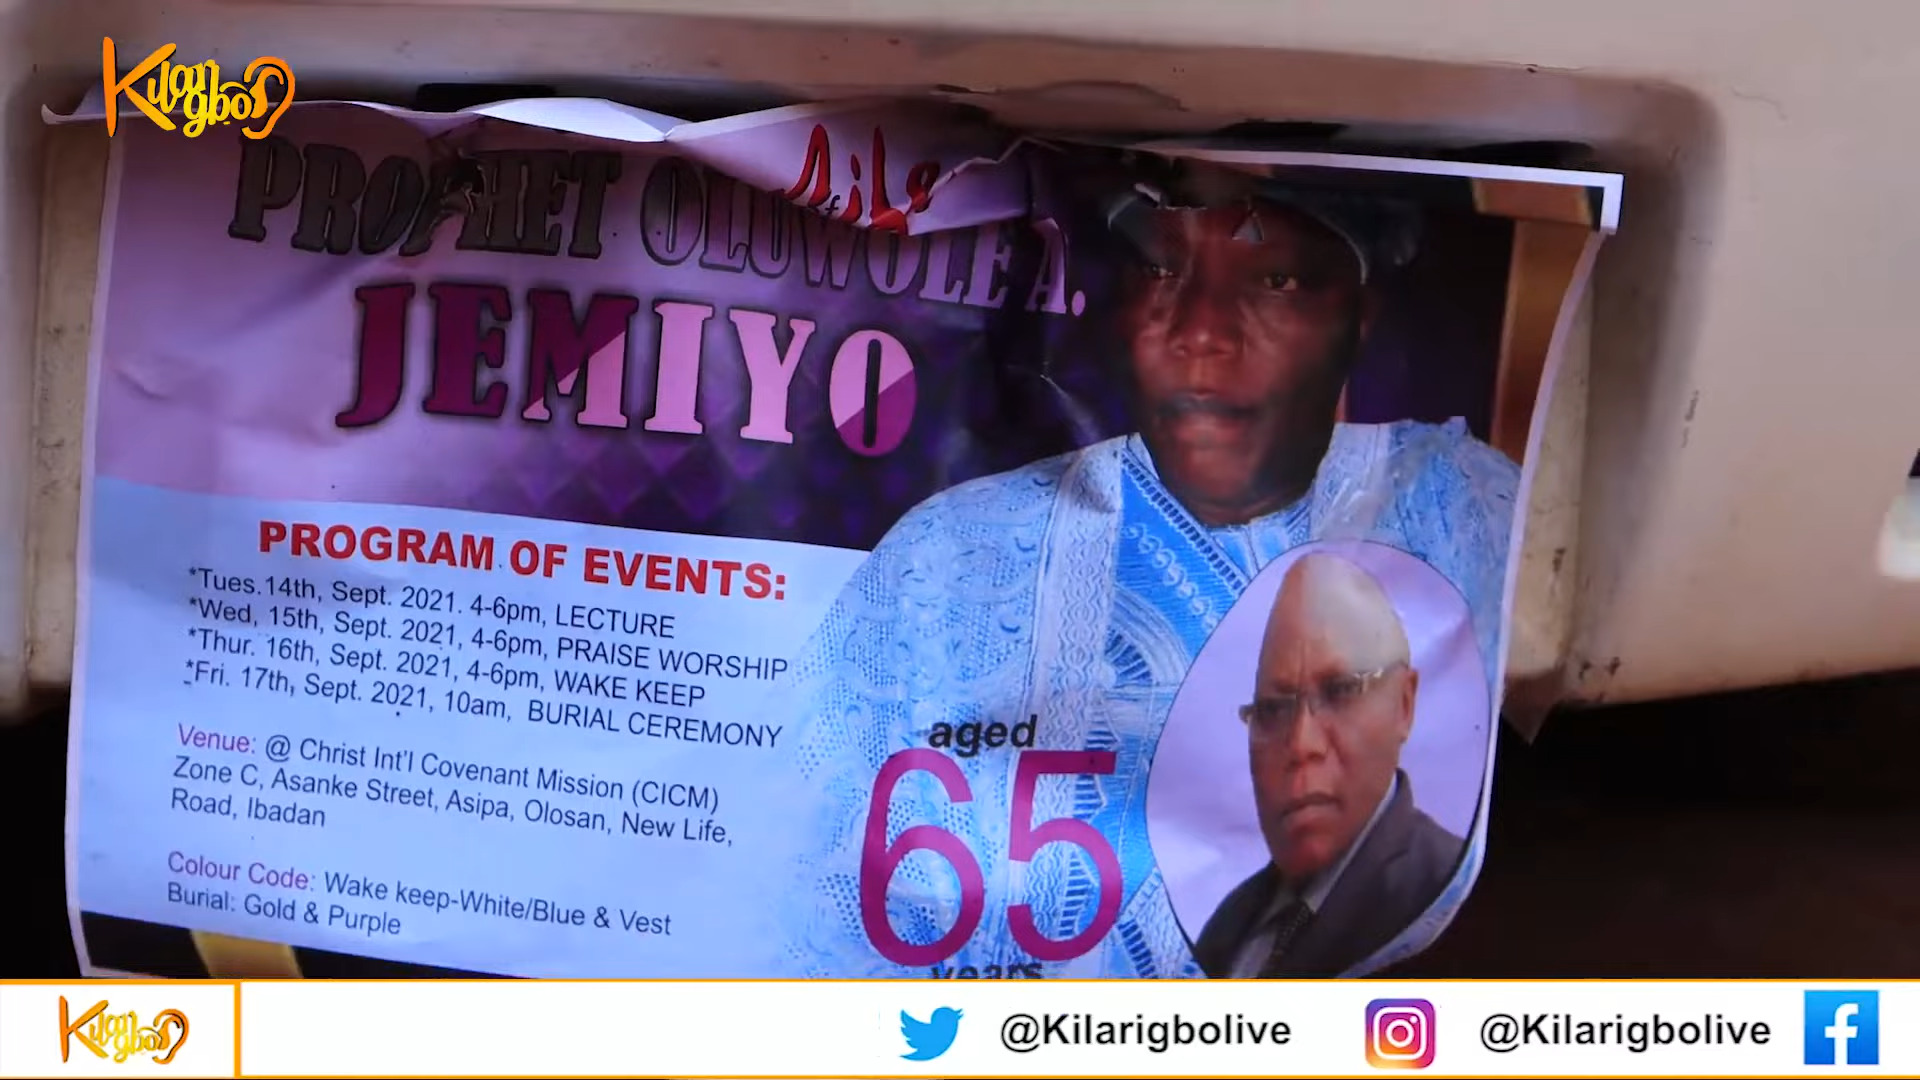 Kilarigbo
of
PROPHET OLUWOLE A.
JEMIYO
PROGRAM OF EVENTS:
*Tues.14th, Sept. 2021. 4-6pm, LECTURE
*Wed, 15th, Sept. 2021, 4-6pm, PRAISE WORSHIP
*Thur. 16th, Sept. 2021, 4-6pm, WAKE KEEP
*Fri. 17th, Sept. 2021, 10am, BURIAL CEREMONY
Venue: @ Christ Int'l Covenant Mission (CICM)
Zone C, Asanke Street, Asipa, Olosan, New Life,
Road, Ibadan
Colour Code: Wake keep-White/Blue & Vest
Burial: Gold & Purple
aged
65
years
Kilarigbo
@Kilarigbolive
@Kilarigbolive